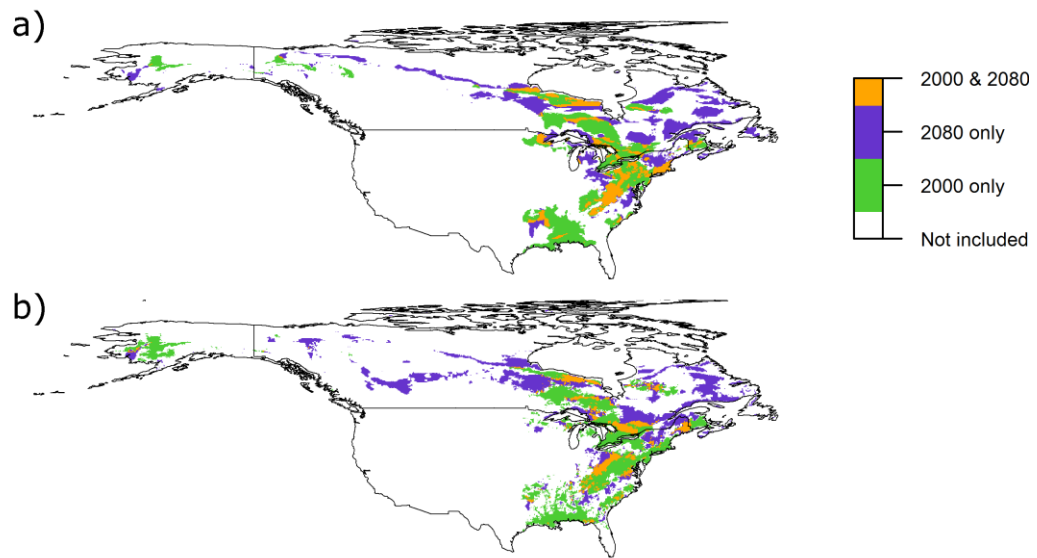 a)
2000 & 2080
2080 only
2000 only
Not included
b)